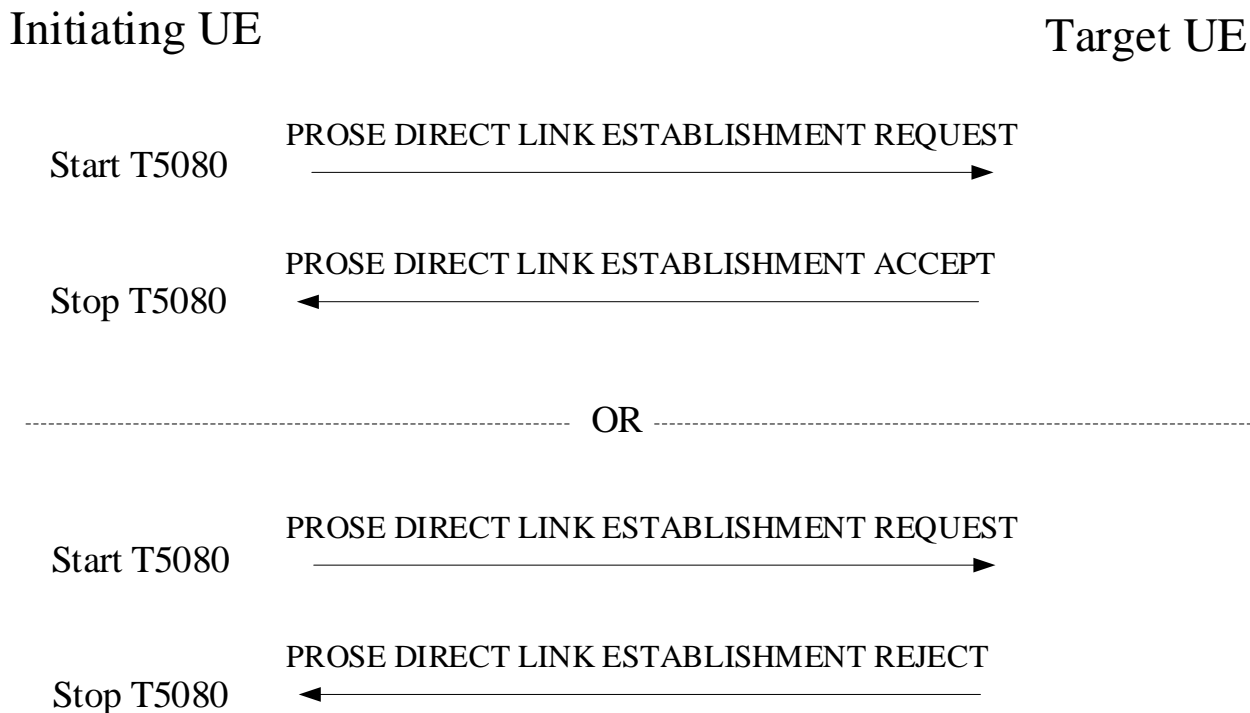 Initiating UE
Target UE
PROSE DIRECT LINK ESTABLISHMENT REQUEST
Start T5080
PROSE DIRECT LINK ESTABLISHMENT ACCEPT
Stop T5080
OR
PROSE DIRECT LINK ESTABLISHMENT REQUEST
Start T5080
PROSE DIRECT LINK ESTABLISHMENT REJECT
Stop T5080